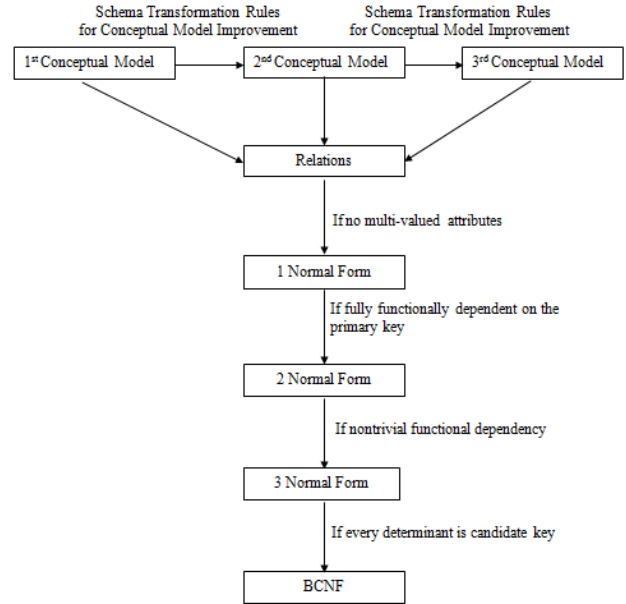 Schema Transformation Rules
for Conceptual Model Improvement
Schema Transformation Rules
for Conceptual Model Improvement
1st Conceptual Model
2nd Conceptual Model
3rd Conceptual Model
Relations
If no multi-valued attributes
1 Normal Form
If fully functionally dependent on the
primary key
2 Normal Form
If nontrivial functional dependency
3 Normal Form
If every determinant is candidate key
BCNF